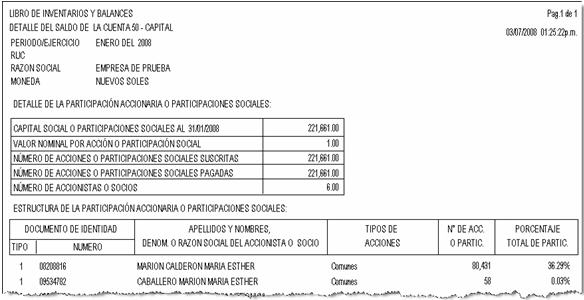 LIBRO DE INVENTARIOS Y BALANCES Pag.1 de 1
DETALLE DEL SALDO DE LA CUENTA 50 - CAPITAL 03/07/2008 01:25:22p.m.
PERIODO/EJERCICIO ENERO DEL 2008
RUC
RAZON SOCIAL EMPRESA DE PRUEBA
MONEDA NUEVOS SOLES
DETALLE DE LA PARTICIPACIÓN ACCIONARIA O PARTICIPACIONES SOCIALES:
CAPITAL SOCIAL O PARTICIPACIONES SOCIALES AL 31/01/2008 221,661.00
VALOR NOMINAL POR ACCIÓN O PARTICIPACIÓN SOCIAL 1.00
NÚMERO DE ACCIONES O PARTICIPACIONES SOCIALES SUSCRITAS 221,661.00
NÚMERO DE ACCIONES O PARTICIPACIONES SOCIALES PAGADAS 221,661.00
NÚMERO DE ACCIONISTAS O SOCIOS 6.00
ESTRUCTURA DE LA PARTICIPACIÓN ACCIONARIA O PARTICIPACIONES SOCIALES:
DOCUMENTO DE IDENTIDAD APELLIDOS Y NOMBRES, TIPOS DE N° DE ACC. PORCENTAJE
TIPO NUMERO DENOM. O RAZON SOCIAL DEL ACCIONISTA O SOCIO ACCIONES O PARTIC. TOTAL DE PARTIC.
1 08208816 MARION CALDERON MARIA ESTHER Comunes 80,431 36.29%
1 09534782 CABALLERO MARION MARIA ESTHER Comunes 58 0.03%